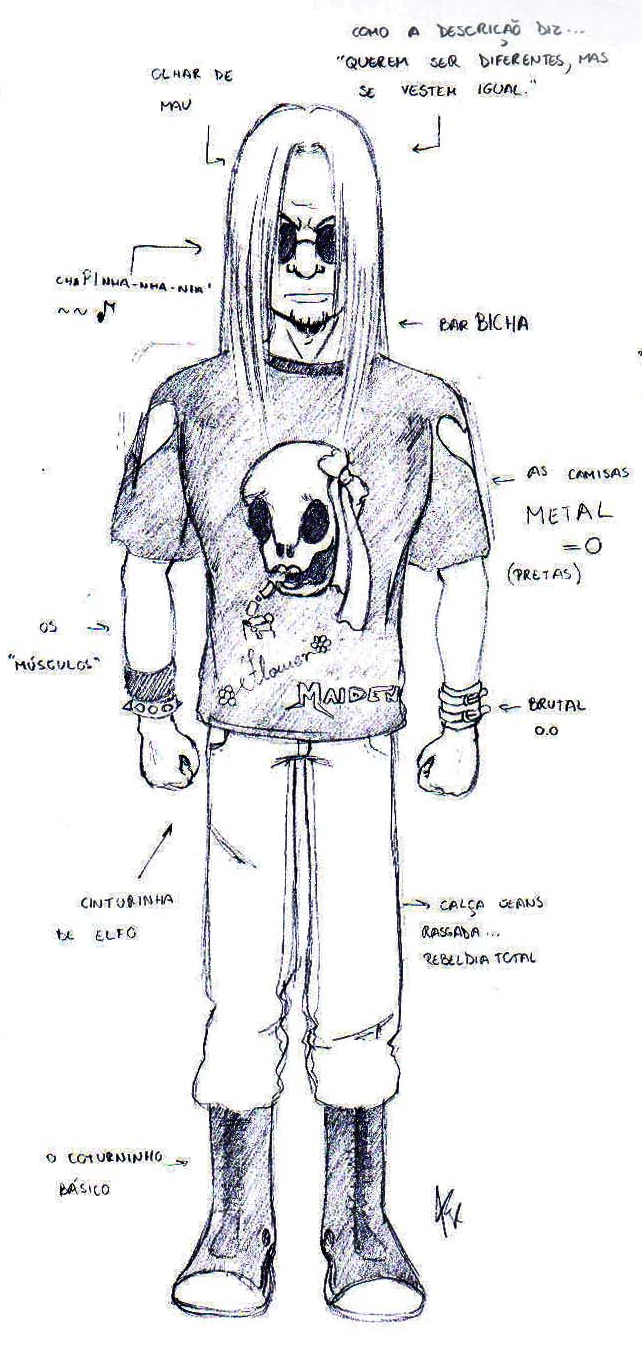 COMO A DESCRIÇÃO DIZ...
"QUEREM SER DIFERENTES, MAS
SE VESTEM IGUAL."
OLHAR DE
MAU
CHAPINHA-NHA-NHA
BARBICHA
AS CAMISAS
METAL
=O
(PRETAS)
OS
"MÚSCULOS"
Flower
MAIDEN
BRUTAL
O.O
CINTURINHA
DE ELFO
CALÇA JEANS
RASGADA...
REBELDIA TOTAL
O COTURNINHO
BÁSICO